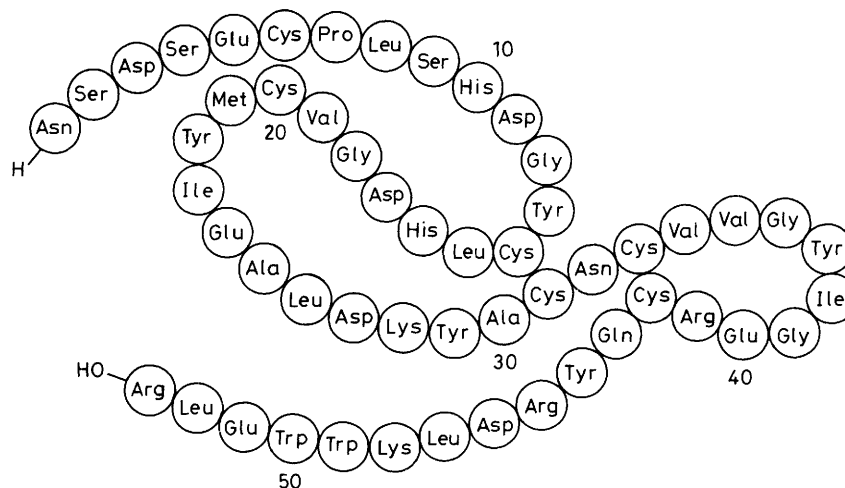 H
Asn
Ser
Asp
Ser
Glu
Cys
Pro
Leu
Ser
His
10
Asp
Gly
Tyr
Cys
Leu
His
Asp
Gly
Val
Cys
20
Met
Tyr
Ile
Glu
Ala
Leu
Asp
Lys
Tyr
Ala
30
Cys
Asn
Cys
Val
Val
Gly
Tyr
Ile
Gly
Glu
40
Arg
Cys
Gln
Tyr
Arg
Asp
Leu
Lys
Trp
Trp
50
Glu
Leu
Arg
HO